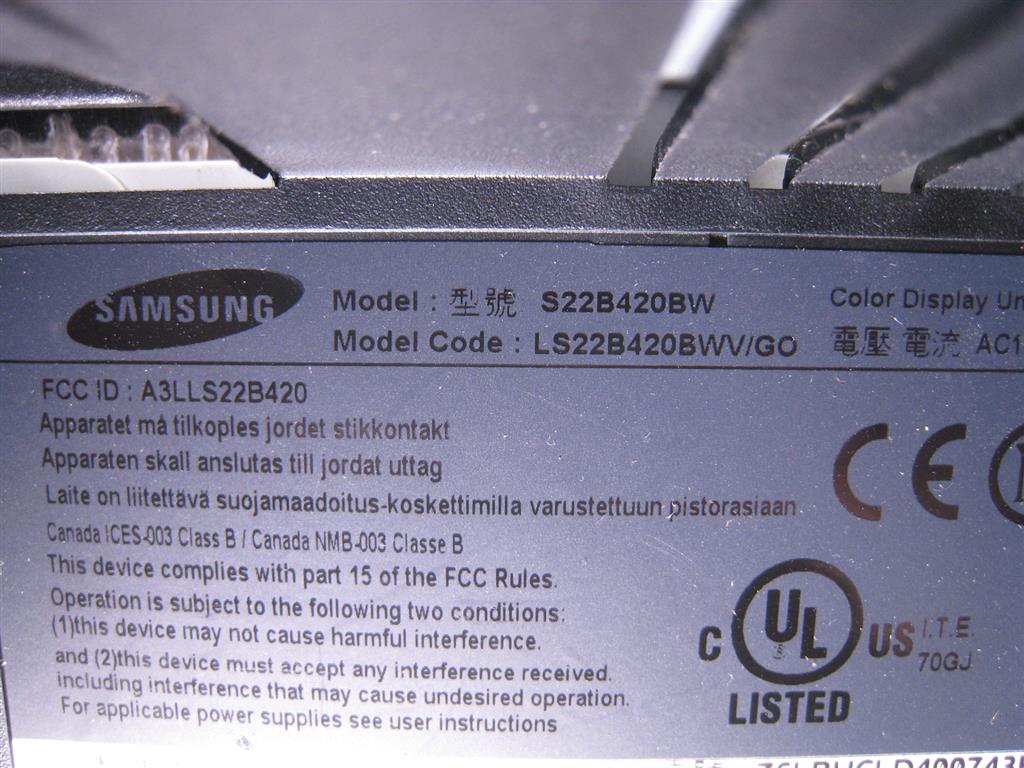 SAMSUNG
Model : 型號 S22B420BW
Model Code : LS22B420BWV/GO
Color Display Un
電壓 電流 AC1
FCC ID : A3LLS22B420
Apparatet må tilkoples jordet stikkontakt
Apparaten skall anslutas till jordat uttag
Laite on liitettävä suojamaadoitus-koskettimilla varustettuun pistorasiaan
Canada ICES-003 Class B / Canada NMB-003 Classe B
This device complies with part 15 of the FCC Rules.
Operation is subject to the following two conditions:
(1)this device may not cause harmful interference.
and (2)this device must accept any interference received.
including interference that may cause undesired operation.
For applicable power supplies see user instructions
CE
C UL US
LISTED
I.T.E.
70GJ